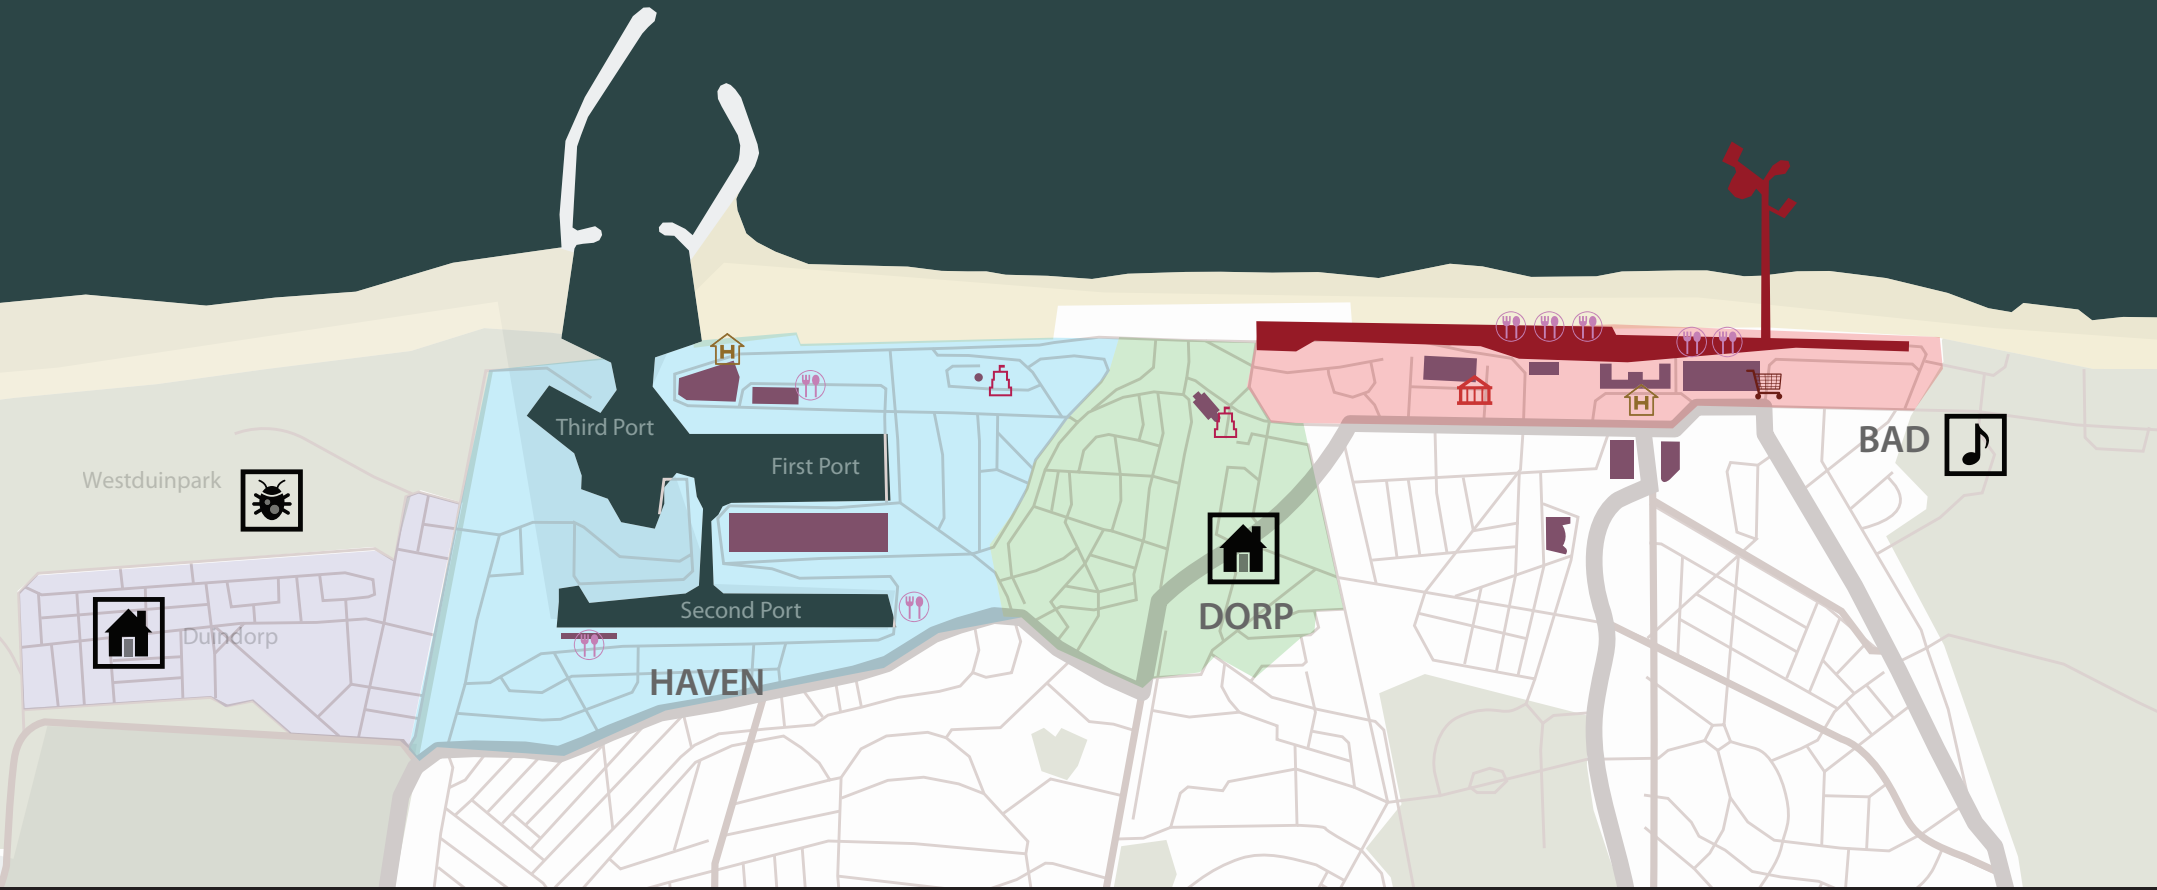 Third Port
First Port
BAD
Westduinpark
Second Port
DORP
Duindorp
HAVEN
H
H